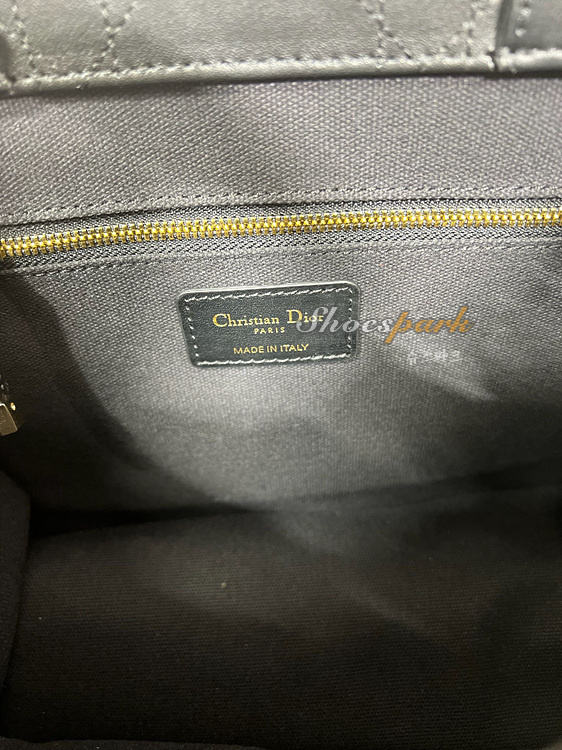 Christian Dior
PARIS
MADE IN ITALY
Shoespark